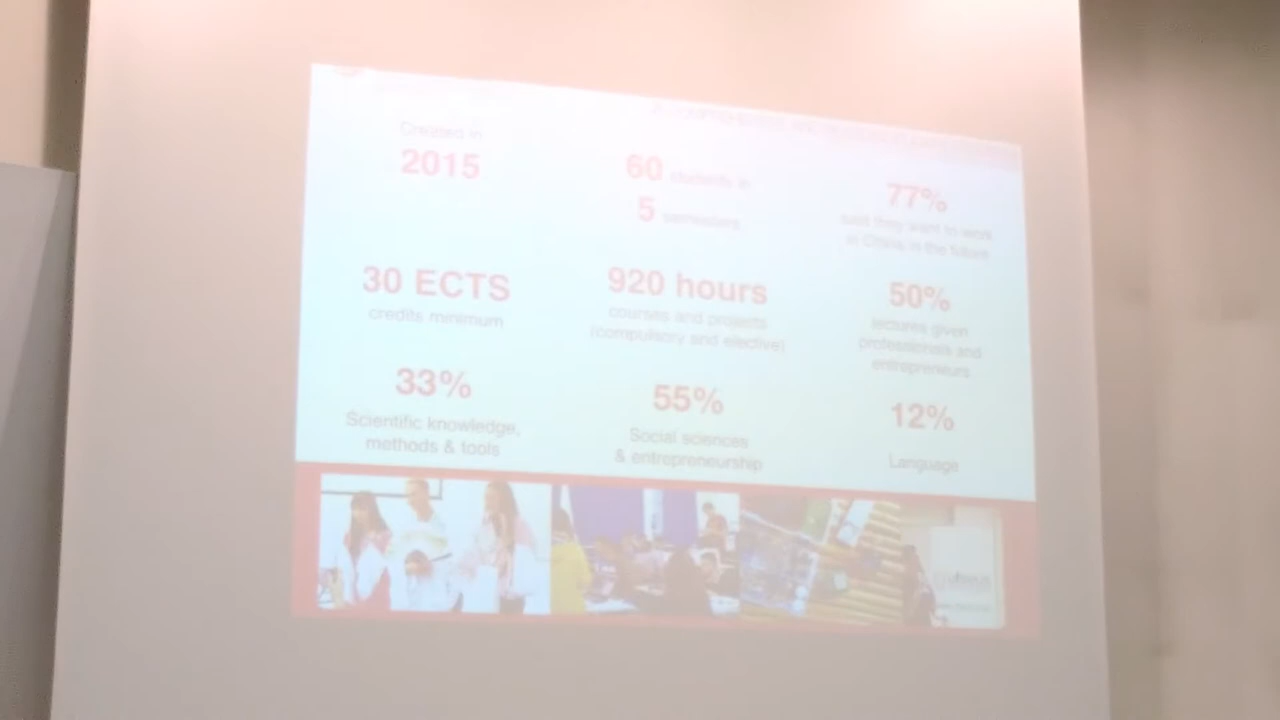 Created in
2015
60 students in
5 semesters
77%
said they want to work
in China, in the future
30 ECTS
credits minimum
920 hours
courses and projects
(compulsory and elective)
50%
lectures given
professionals and
entrepreneurs
33%
Scientific knowledge,
methods & tools
55%
Social sciences
& entrepreneurship
12%
Language